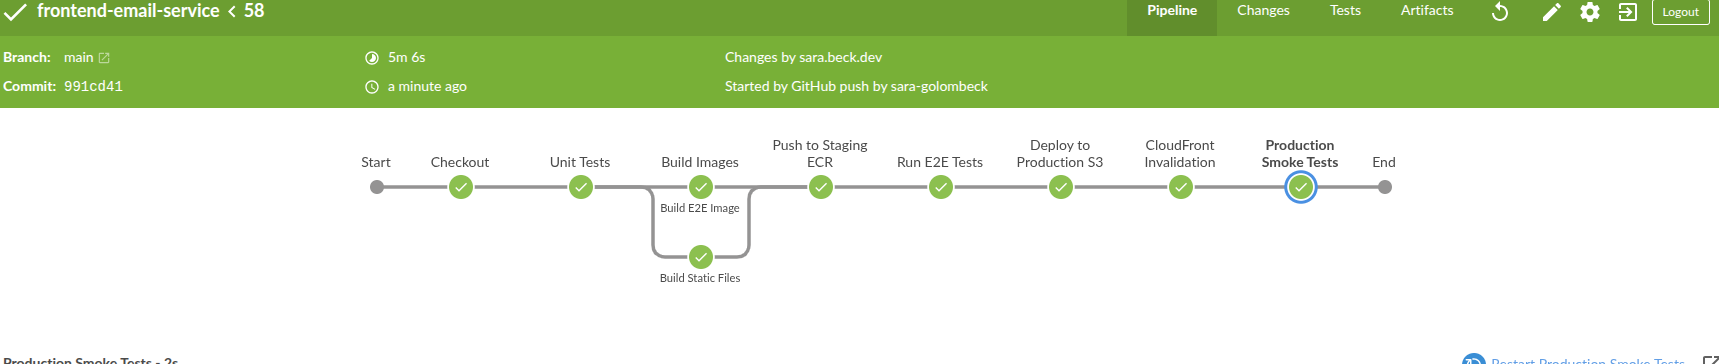 frontend-email-service < 58
Pipeline Changes Tests Artifacts Logout
Branch: main 5m 6s Changes by sara.beck.dev
Commit: 991cd41 a minute ago Started by GitHub push by sara-golombeck
Start
Checkout
Unit Tests
Build Images
Push to Staging
ECR
Run E2E Tests
Deploy to
Production S3
CloudFront
Invalidation
Production
Smoke Tests
End
Build E2E Image
Build Static Files
Production Smoke Tests - 2s
Restart Production Smoke Tests